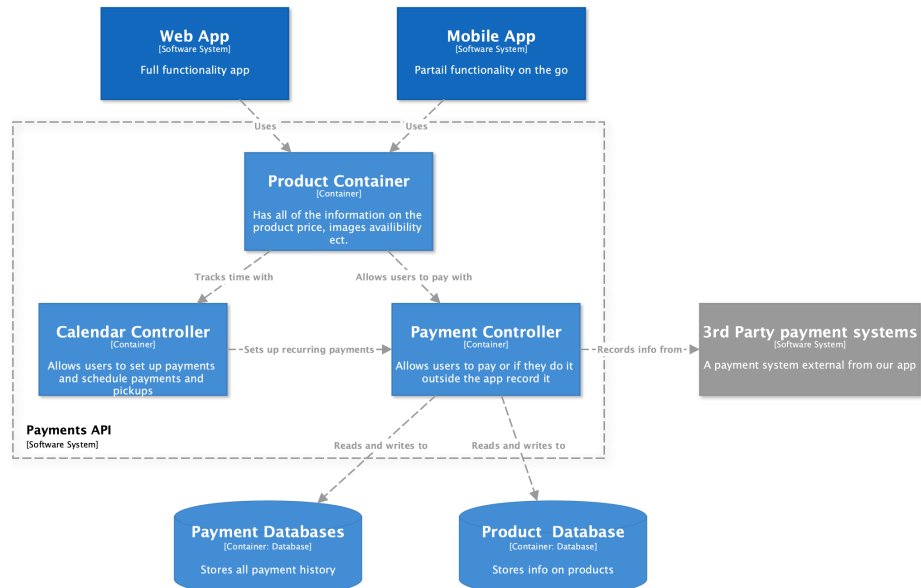 Web App
[Software System]
Full functionality app
Mobile App
[Software System]
Partail functionality on the go
Uses
Uses
Product Container
[Container]
Has all of the information on the
product price, images availibility
ect.
Tracks time with
Allows users to pay with
Calendar Controller
[Container]
Allows users to set up payments
and schedule payments and
pickups
Sets up recurring payments
Payment Controller
[Container]
Allows users to pay or if they do it
outside the app record it
Records info from
3rd Party payment systems
[Software System]
A payment system external from our app
Payments API
[Software System]
Reads and writes to
Reads and writes to
Payment Databases
[Container: Database]
Stores all payment history
Product Database
[Container: Database]
Stores info on products